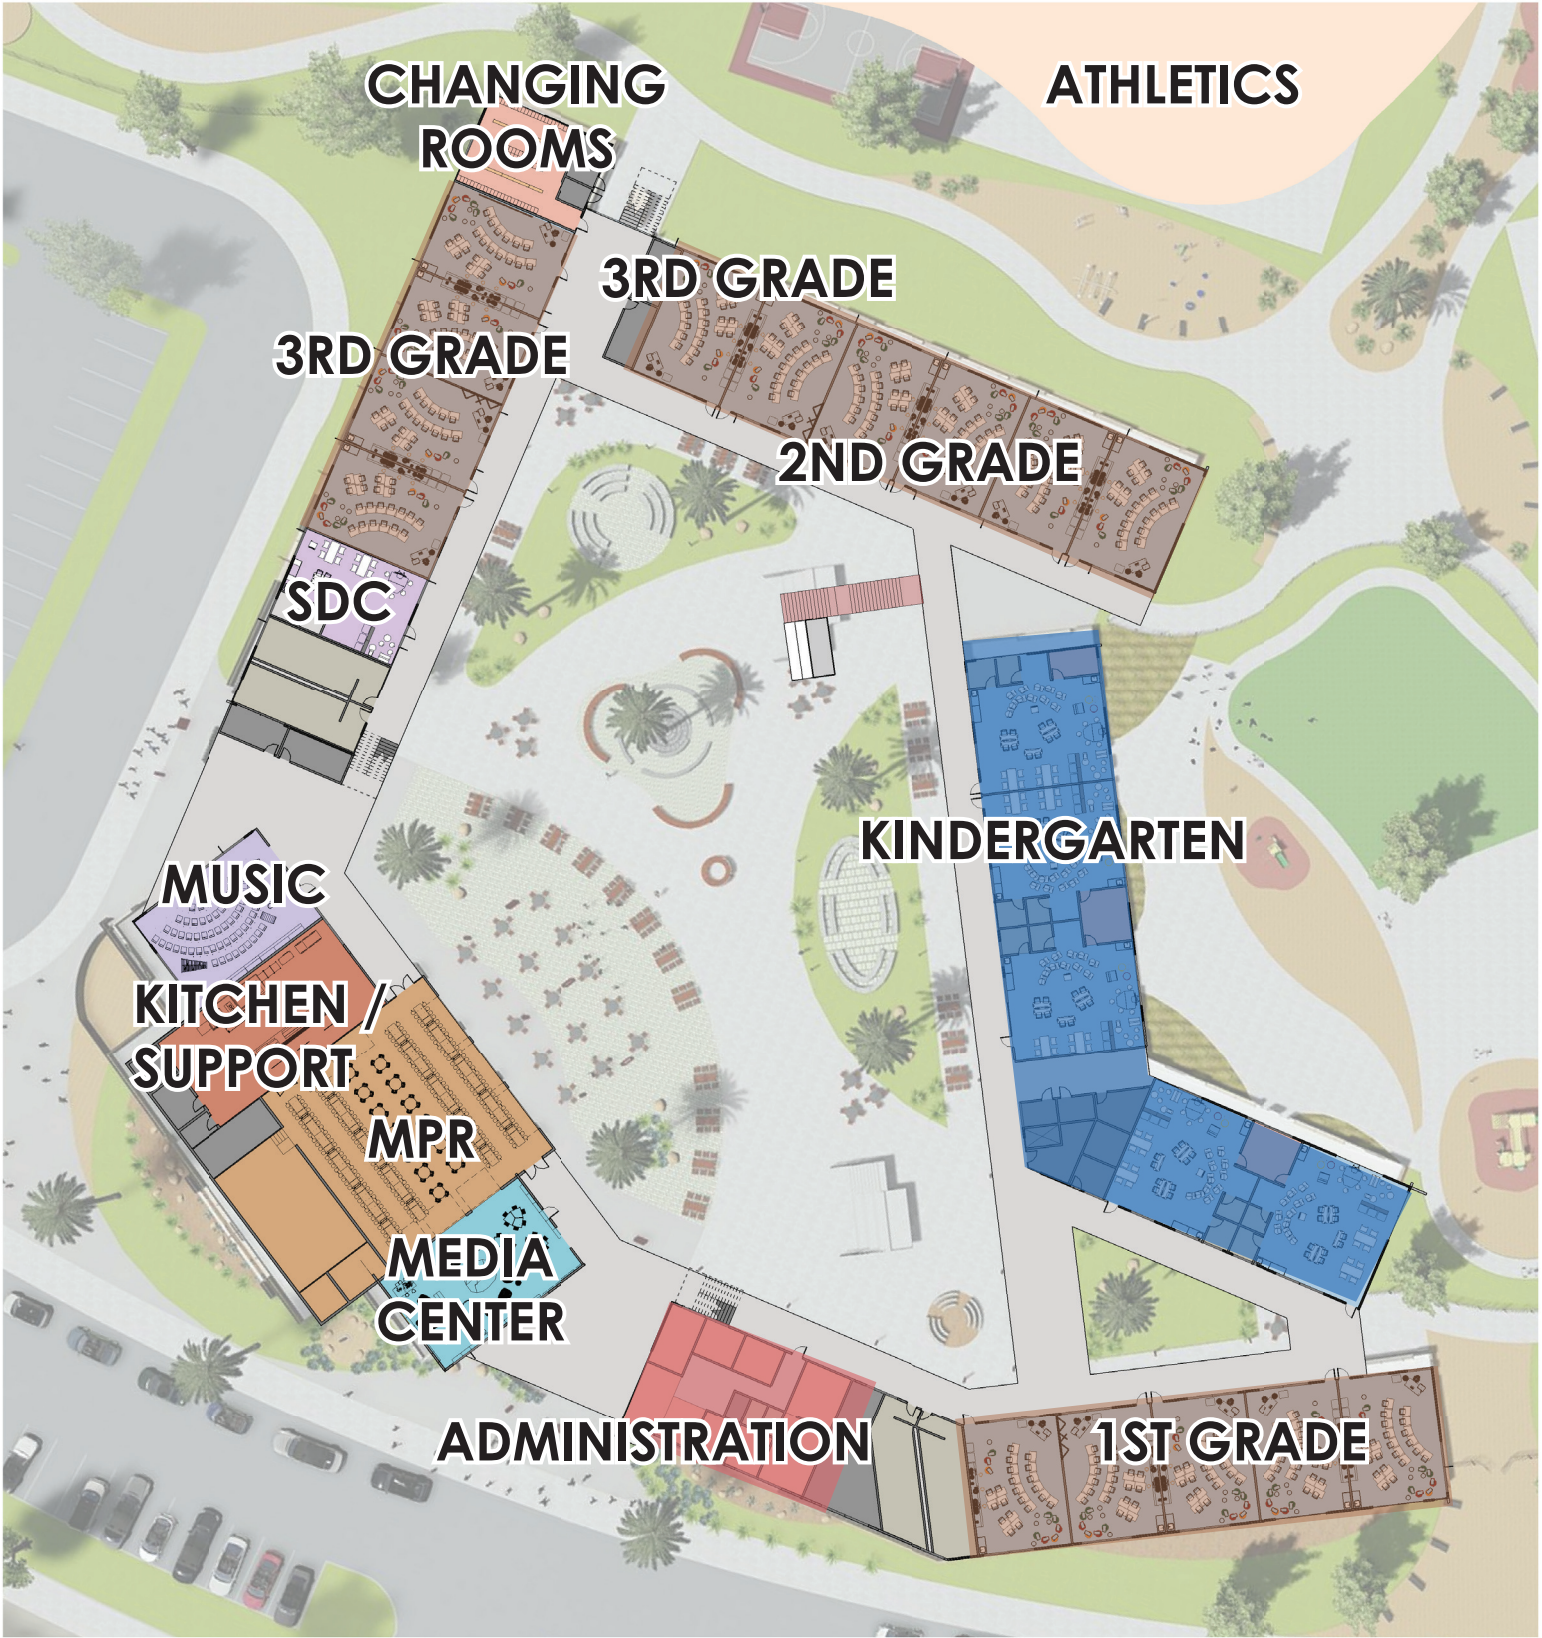 CHANGING
ROOMS
ATHLETICS
3RD GRADE
3RD GRADE
2ND GRADE
SDC
KINDERGARTEN
MUSIC
KITCHEN /
SUPPORT
MPR
MEDIA
CENTER
ADMINISTRATION
1ST GRADE